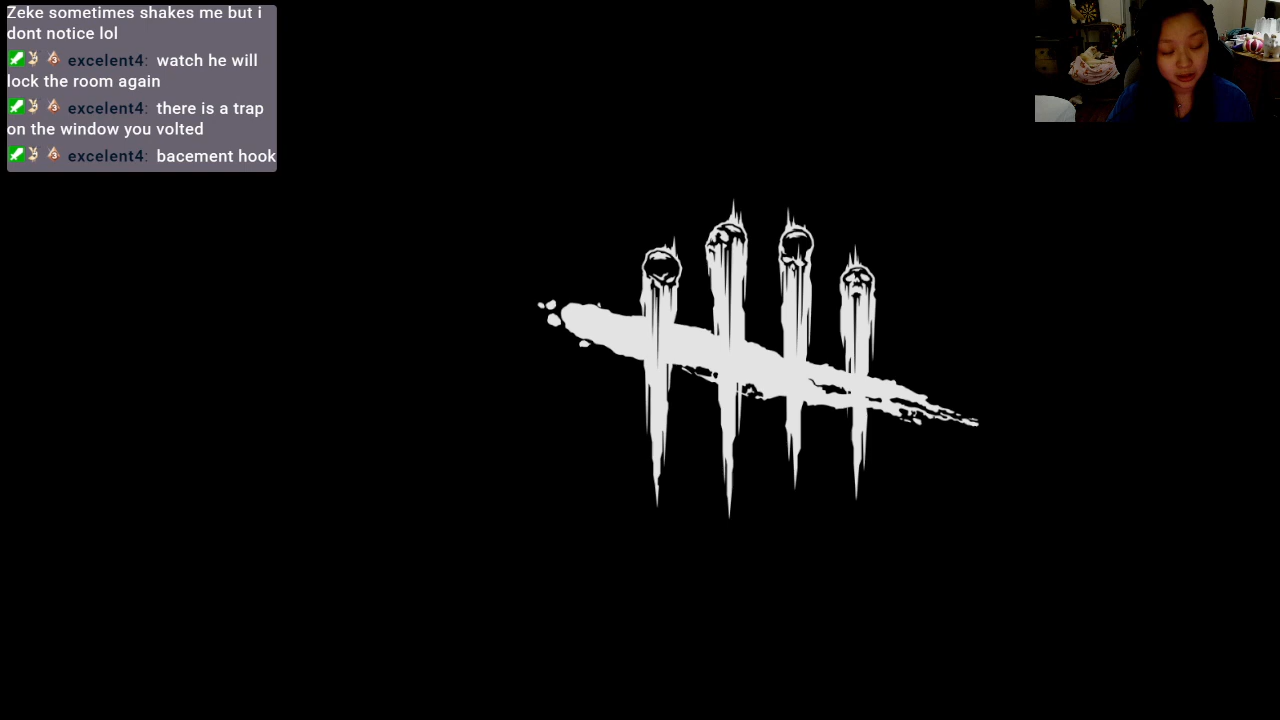 Zeke sometimes shakes me but i
dont notice lol
excelent4: watch he will
lock the room again
excelent4: there is a trap
on the window you volted
excelent4: bacement hook